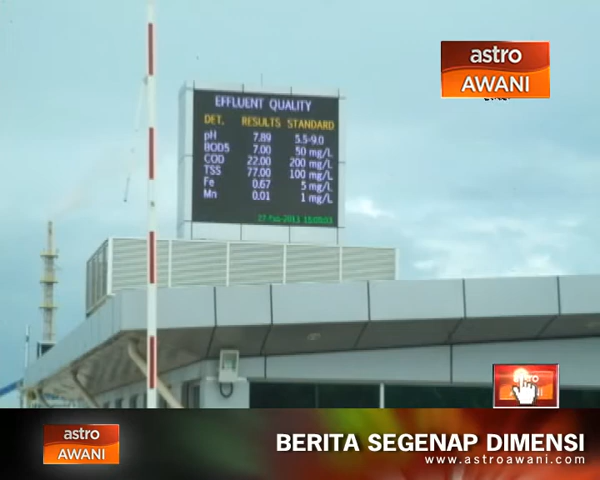 astro
AWANI
EFFLUENT QUALITY
DET. RESULTS STANDARD
pH 7.89 5.5-9.0
BOD5 7.00 50 mg/L
COD 22.00 200 mg/L
TSS 77.00 100 mg/L
Fe 0.67 5 mg/L
Mn 0.01 1 mg/L
astro
AWANI
BERITA SEGENAP DIMENSI
www.astroawani.com